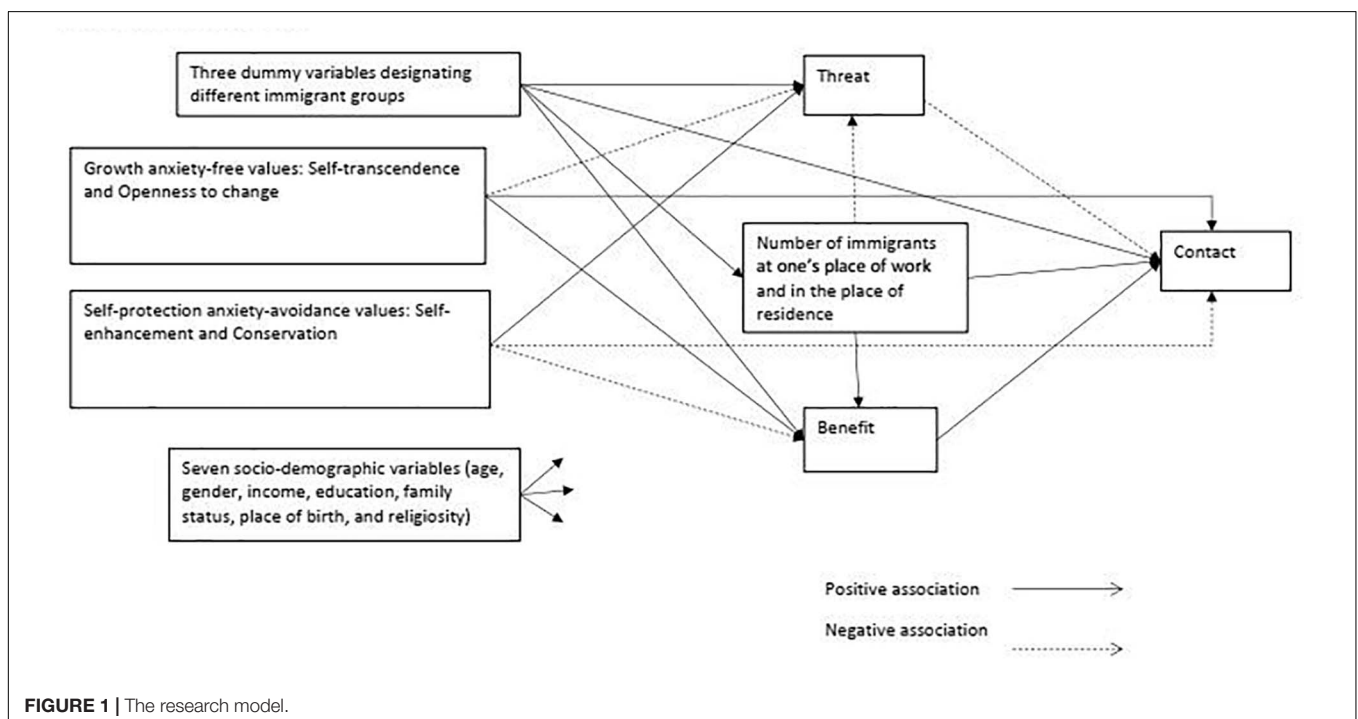 Three dummy variables designating
different immigrant groups
Threat
Growth anxiety-free values: Self-transcendence
and Openness to change
Number of immigrants
at one's place of work
and in the place of
residence
Contact
Self-protection anxiety-avoidance values: Self-
enhancement and Conservation
Benefit
Seven socio-demographic variables (age,
gender, income, education, family
status, place of birth, and religiosity)
Positive association
Negative association
FIGURE 1 | The research model.